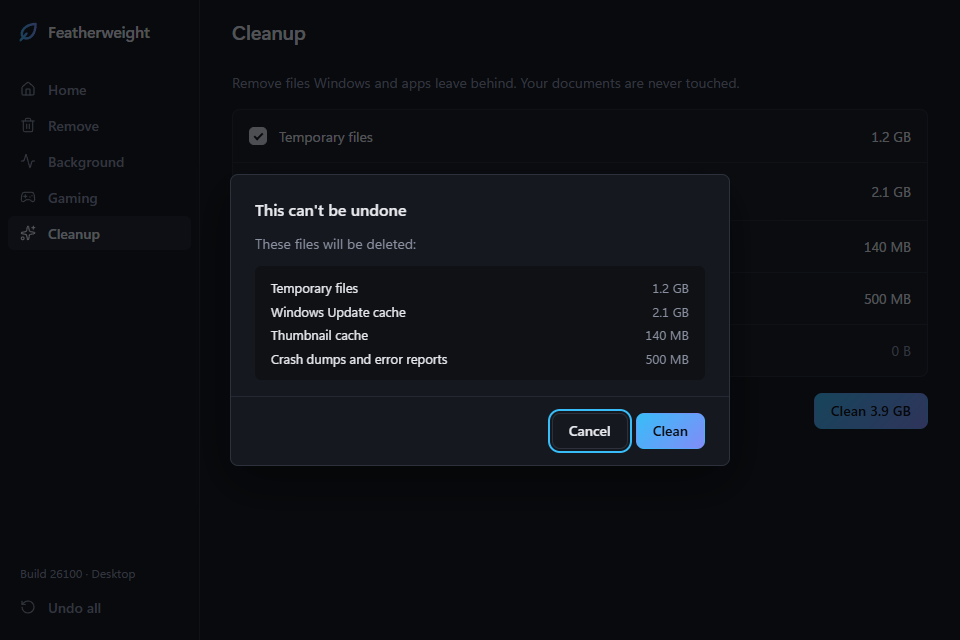 Featherweight
Home
Remove
Background
Gaming
Cleanup
Build 26100 · Desktop
Undo all
Cleanup
Remove files Windows and apps leave behind. Your documents are never touched.
Temporary files 1.2 GB
2.1 GB
140 MB
500 MB
0 B
Clean 3.9 GB
This can't be undone
These files will be deleted:
Temporary files 1.2 GB
Windows Update cache 2.1 GB
Thumbnail cache 140 MB
Crash dumps and error reports 500 MB
Cancel Clean